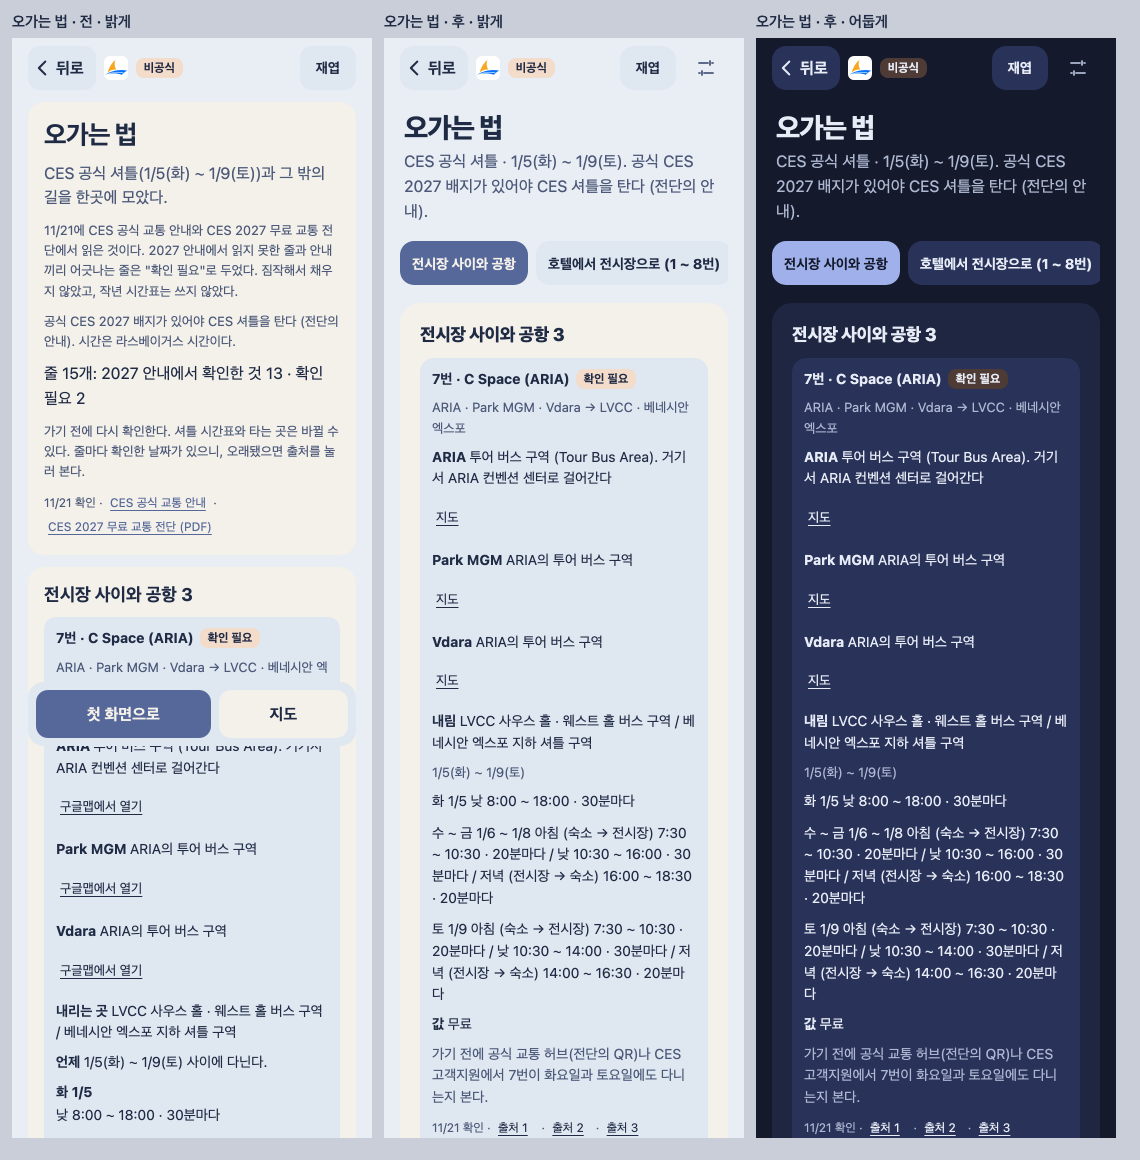 오가는 법 · 전 · 밝게
뒤로
비공식
재엽
오가는 법
CES 공식 셔틀(1/5(화) ~ 1/9(토))과 그 밖의
길을 한곳에 모았다.
11/21에 CES 공식 교통 안내와 CES 2027 무료 교통 전
단에서 읽은 것이다. 2027 안내에서 읽지 못한 줄과 안내
끼리 어긋나는 줄은 "확인 필요"로 두었다. 짐작해서 채우
지 않았고, 작년 시간표는 쓰지 않았다.
공식 CES 2027 배지가 있어야 CES 셔틀을 탄다 (전단의
안내). 시간은 라스베이거스 시간이다.
줄 15개: 2027 안내에서 확인한 것 13 · 확인
필요 2
가기 전에 다시 확인한다. 셔틀 시간표와 타는 곳은 바뀔 수
있다. 줄마다 확인한 날짜가 있으니, 오래됐으면 출처를 눌
러 본다.
11/21 확인 · CES 공식 교통 안내 ·
CES 2027 무료 교통 전단 (PDF)
전시장 사이와 공항 3
7번 · C Space (ARIA) 확인 필요
ARIA · Park MGM · Vdara → LVCC · 베네시안 엑
첫 화면으로
지도
ARIA 투어 버스 구역 (Tour Bus Area). 거기서
ARIA 컨벤션 센터로 걸어간다
구글맵에서 열기
Park MGM ARIA의 투어 버스 구역
구글맵에서 열기
Vdara ARIA의 투어 버스 구역
구글맵에서 열기
내리는 곳 LVCC 사우스 홀 · 웨스트 홀 버스 구역
/ 베네시안 엑스포 지하 셔틀 구역
언제 1/5(화) ~ 1/9(토) 사이에 다닌다.
화 1/5
낮 8:00 ~ 18:00 · 30분마다
오가는 법 · 후 · 밝게
뒤로
비공식
재엽
오가는 법
CES 공식 셔틀 · 1/5(화) ~ 1/9(토). 공식 CES
2027 배지가 있어야 CES 셔틀을 탄다 (전단의 안
내).
전시장 사이와 공항
호텔에서 전시장으로 (1 ~ 8번)
전시장 사이와 공항 3
7번 · C Space (ARIA) 확인 필요
ARIA · Park MGM · Vdara → LVCC · 베네시안
엑스포
ARIA 투어 버스 구역 (Tour Bus Area). 거기
서 ARIA 컨벤션 센터로 걸어간다
지도
Park MGM ARIA의 투어 버스 구역
지도
Vdara ARIA의 투어 버스 구역
지도
내림 LVCC 사우스 홀 · 웨스트 홀 버스 구역 / 베
네시안 엑스포 지하 셔틀 구역
1/5(화) ~ 1/9(토)
화 1/5 낮 8:00 ~ 18:00 · 30분마다
수 ~ 금 1/6 ~ 1/8 아침 (숙소 → 전시장) 7:30
~ 10:30 · 20분마다 / 낮 10:30 ~ 16:00 · 30
분마다 / 저녁 (전시장 → 숙소) 16:00 ~ 18:30
· 20분마다
토 1/9 아침 (숙소 → 전시장) 7:30 ~ 10:30 ·
20분마다 / 낮 10:30 ~ 14:00 · 30분마다 / 저
녁 (전시장 → 숙소) 14:00 ~ 16:30 · 20분마
다
값 무료
가기 전에 공식 교통 허브(전단의 QR)나 CES
고객지원에서 7번이 화요일과 토요일에도 다니
는지 본다.
11/21 확인 · 출처 1 · 출처 2 · 출처 3
오가는 법 · 후 · 어둡게
뒤로
비공식
재엽
오가는 법
CES 공식 셔틀 · 1/5(화) ~ 1/9(토). 공식 CES
2027 배지가 있어야 CES 셔틀을 탄다 (전단의 안
내).
전시장 사이와 공항
호텔에서 전시장으로 (1 ~ 8번)
전시장 사이와 공항 3
7번 · C Space (ARIA) 확인 필요
ARIA · Park MGM · Vdara → LVCC · 베네시안
엑스포
ARIA 투어 버스 구역 (Tour Bus Area). 거기
서 ARIA 컨벤션 센터로 걸어간다
지도
Park MGM ARIA의 투어 버스 구역
지도
Vdara ARIA의 투어 버스 구역
지도
내림 LVCC 사우스 홀 · 웨스트 홀 버스 구역 / 베
네시안 엑스포 지하 셔틀 구역
1/5(화) ~ 1/9(토)
화 1/5 낮 8:00 ~ 18:00 · 30분마다
수 ~ 금 1/6 ~ 1/8 아침 (숙소 → 전시장) 7:30
~ 10:30 · 20분마다 / 낮 10:30 ~ 16:00 · 30
분마다 / 저녁 (전시장 → 숙소) 16:00 ~ 18:30
· 20분마다
토 1/9 아침 (숙소 → 전시장) 7:30 ~ 10:30 ·
20분마다 / 낮 10:30 ~ 14:00 · 30분마다 / 저
녁 (전시장 → 숙소) 14:00 ~ 16:30 · 20분마
다
값 무료
가기 전에 공식 교통 허브(전단의 QR)나 CES
고객지원에서 7번이 화요일과 토요일에도 다니
는지 본다.
11/21 확인 · 출처 1 · 출처 2 · 출처 3